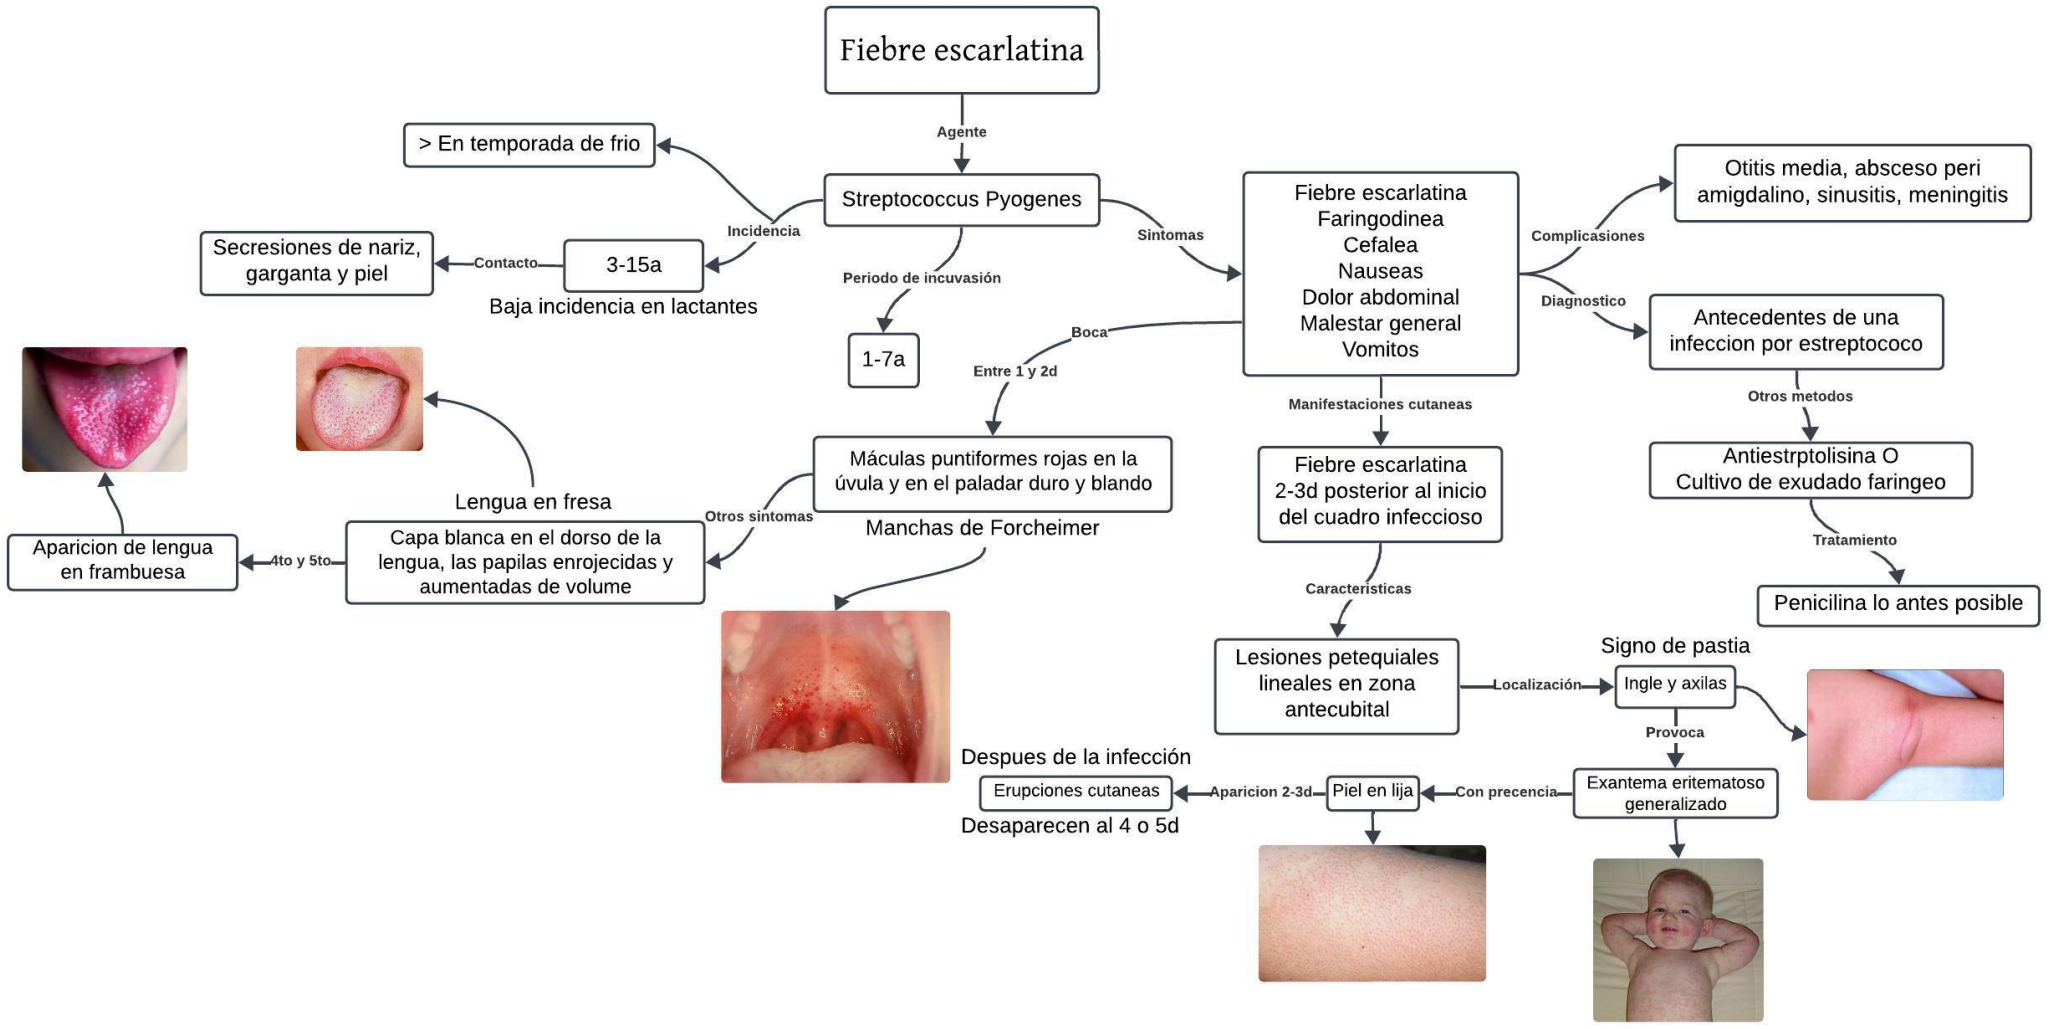 Fiebre escarlatina
Agente
> En temporada de frio
Streptococcus Pyogenes
Incidencia
3-15a
Baja incidencia en lactantes
Contacto
Secresiones de nariz,
garganta y piel
Periodo de incuvasión
1-7a
Sintomas
Fiebre escarlatina
Faringodinea
Cefalea
Nauseas
Dolor abdominal
Malestar general
Vomitos
Complicasiones
Otitis media, absceso peri
amigdalino, sinusitis, meningitis
Diagnostico
Antecedentes de una
infeccion por estreptococo
Otros metodos
Antiestrptolisina O
Cultivo de exudado faringeo
Tratamiento
Penicilina lo antes posible
Boca
Entre 1 y 2d
Máculas puntiformes rojas en la
úvula y en el paladar duro y blando
Manchas de Forcheimer
Otros sintomas
Lengua en fresa
Capa blanca en el dorso de la
lengua, las papilas enrojecidas y
aumentadas de volume
4to y 5to
Aparicion de lengua
en frambuesa
Manifestaciones cutaneas
Fiebre escarlatina
2-3d posterior al inicio
del cuadro infeccioso
Caracteristicas
Lesiones petequiales
lineales en zona
antecubital
Localización
Signo de pastia
Ingle y axilas
Provoca
Exantema eritematoso
generalizado
Con precencia
Piel en lija
Aparicion 2-3d
Despues de la infección
Erupciones cutaneas
Desaparecen al 4 o 5d